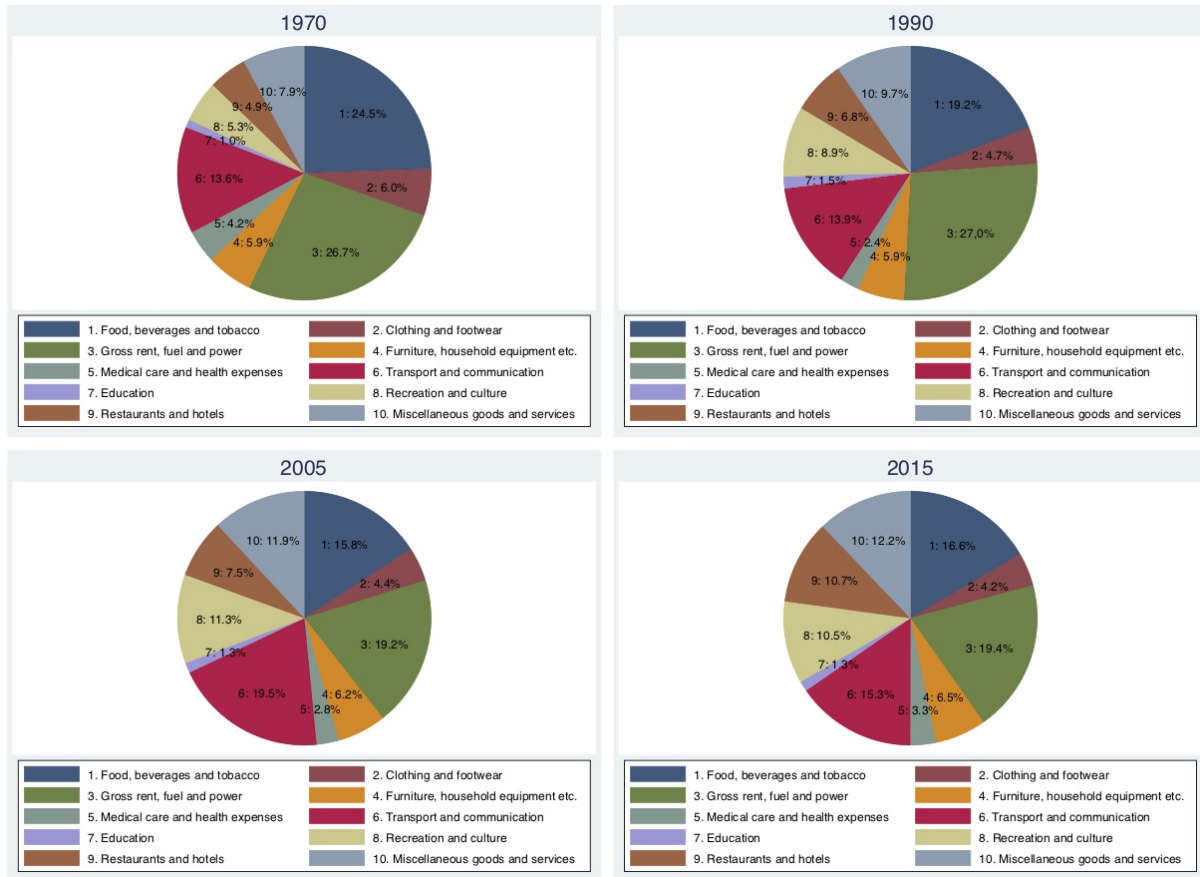 1970
10: 7.9%
1: 24.5%
9: 4.9%
8: 5.3%
7: 1.0%
6: 13.6%
2: 6.0%
5: 4.2%
4: 5.9%
3: 26.7%
1. Food, beverages and tobacco
2. Clothing and footwear
3. Gross rent, fuel and power
4. Furniture, household equipment etc.
5. Medical care and health expenses
6. Transport and communication
7. Education
8. Recreation and culture
9. Restaurants and hotels
10. Miscellaneous goods and services
1990
10: 9.7%
1: 19.2%
9: 6.8%
8: 8.9%
2: 4.7%
7: 1.5%
6: 13.9%
3: 27,0%
5: 2.4%
4: 5.9%
1. Food, beverages and tobacco
2. Clothing and footwear
3. Gross rent, fuel and power
4. Furniture, household equipment etc.
5. Medical care and health expenses
6. Transport and communication
7. Education
8. Recreation and culture
9. Restaurants and hotels
10. Miscellaneous goods and services
2005
10: 11.9%
1: 15.8%
9: 7.5%
2: 4.4%
8: 11.3%
3: 19.2%
7: 1.3%
6: 19.5%
4: 6.2%
5: 2.8%
1. Food, beverages and tobacco
2. Clothing and footwear
3. Gross rent, fuel and power
4. Furniture, household equipment etc.
5. Medical care and health expenses
6. Transport and communication
7. Education
8. Recreation and culture
9. Restaurants and hotels
10. Miscellaneous goods and services
2015
10: 12.2%
1: 16.6%
9: 10.7%
2: 4.2%
8: 10.5%
3: 19.4%
7: 1.3%
6: 15.3%
4: 6.5%
5: 3.3%
1. Food, beverages and tobacco
2. Clothing and footwear
3. Gross rent, fuel and power
4. Furniture, household equipment etc.
5. Medical care and health expenses
6. Transport and communication
7. Education
8. Recreation and culture
9. Restaurants and hotels
10. Miscellaneous goods and services